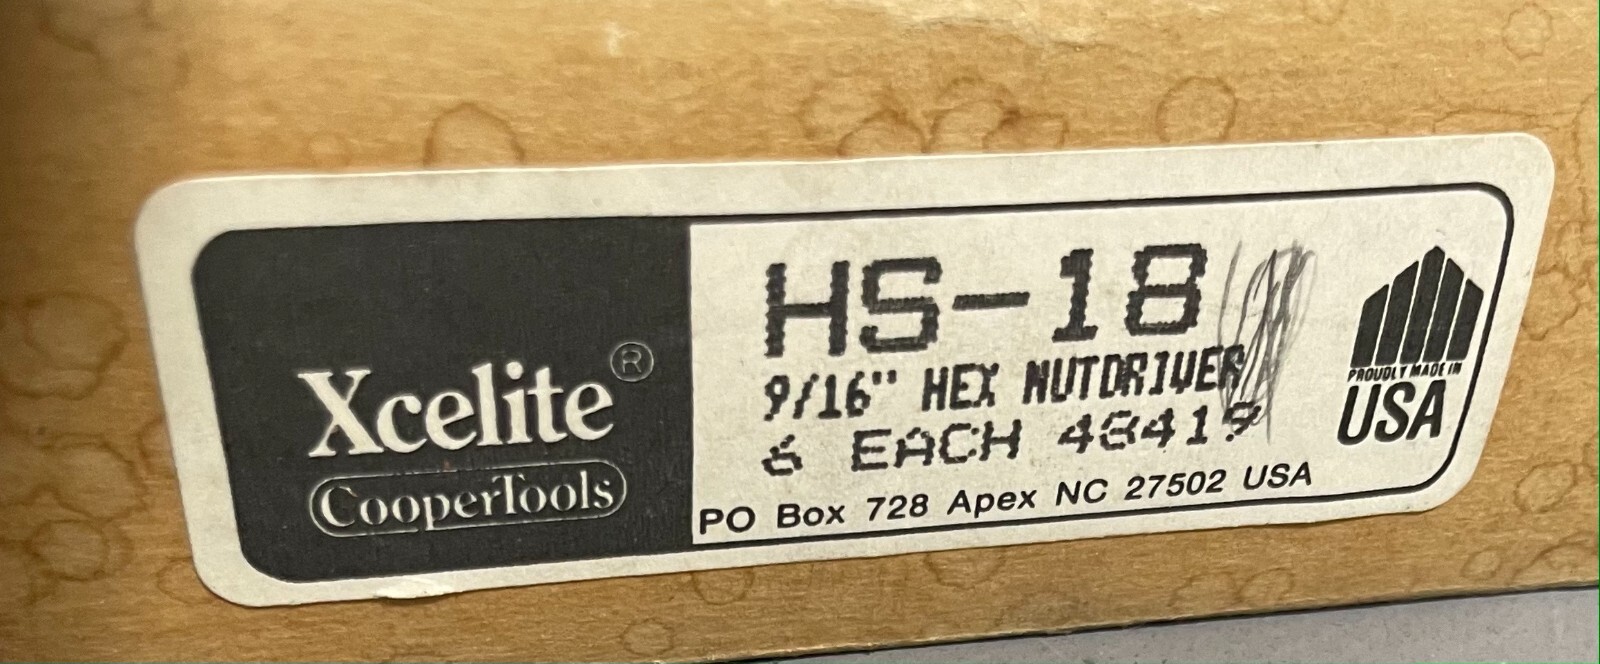 Xcelite®
CooperTools
HS-18
9/16" HEX NUTDRIVER
6 EACH 48419
PO Box 728 Apex NC 27502 USA
PROUDLY MADE IN
USA